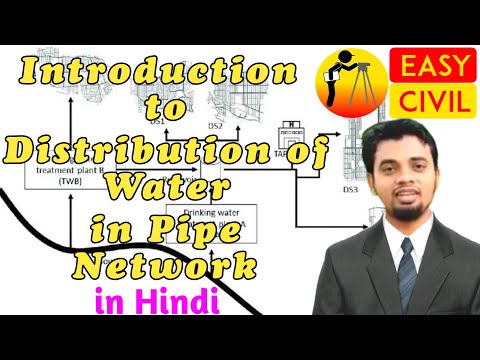 Introduction
to
Distribution of
Water
in Pipe
Network
in Hindi
EASY
CIVIL
DS1
DS2
DS3
treatment plant B
(TWB)
Drinking water